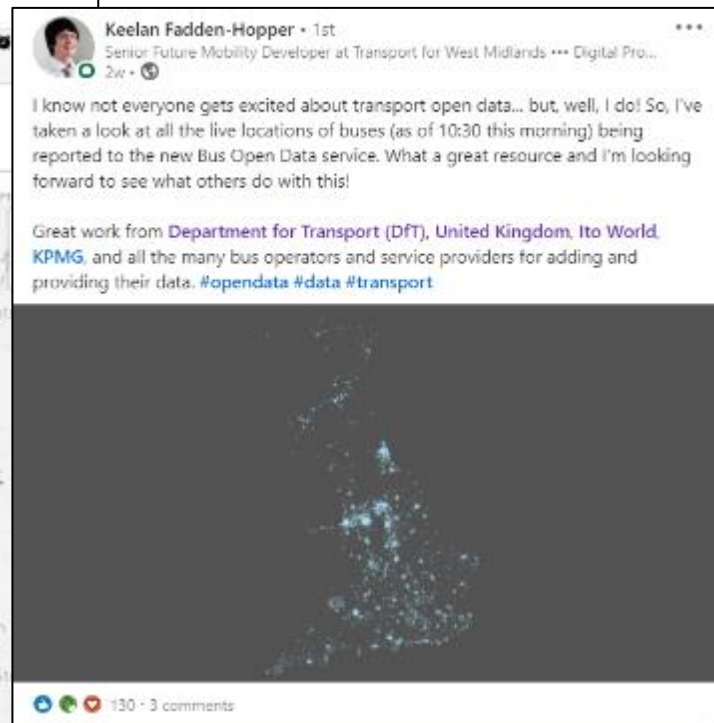 Keelan Fadden-Hopper • 1st
Senior Future Mobility Developer at Transport for West Midlands ••• Digital Pro...
2w •
I know not everyone gets excited about transport open data... but, well, I do! So, I've
taken a look at all the live locations of buses (as of 10:30 this morning) being
reported to the new Bus Open Data service. What a great resource and I'm looking
forward to see what others do with this!
Great work from Department for Transport (DfT), United Kingdom, Ito World,
KPMG, and all the many bus operators and service providers for adding and
providing their data. #opendata #data #transport
130 · 3 comments